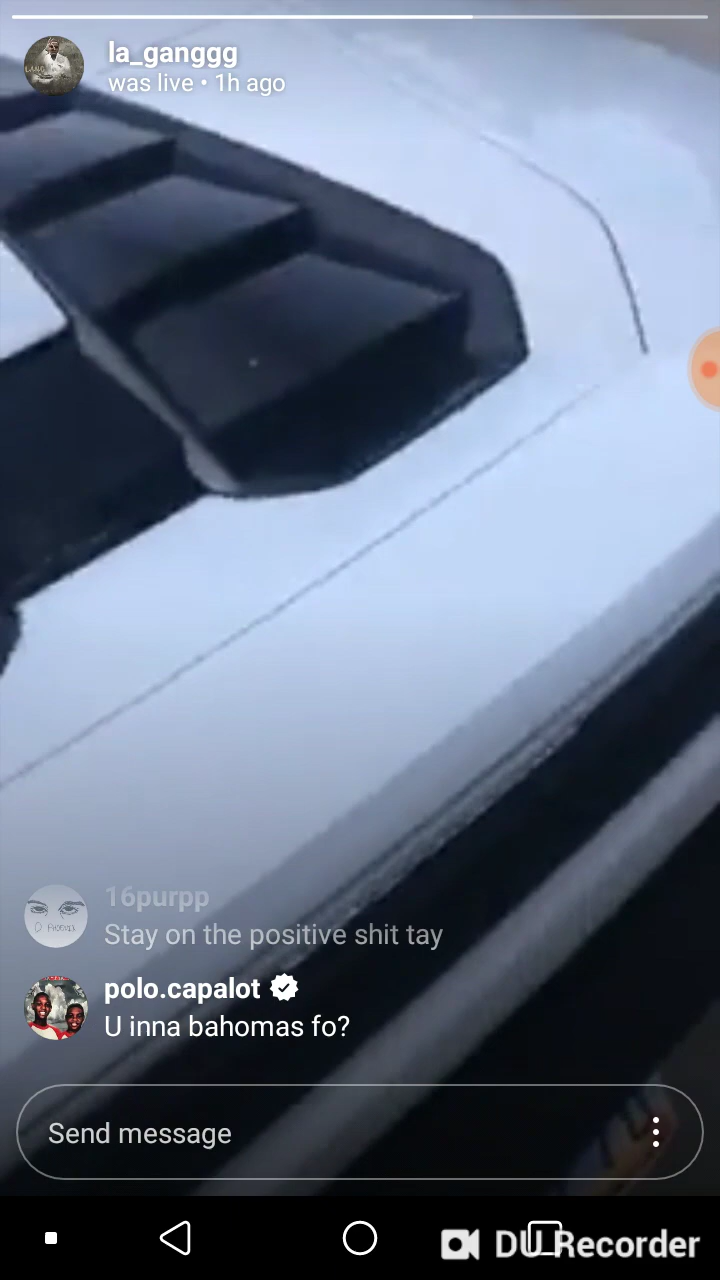 la_ganggg
was live • 1h ago
16purpp
Stay on the positive shit tay
polo.capalot
U inna bahomas fo?
Send message
DU Recorder